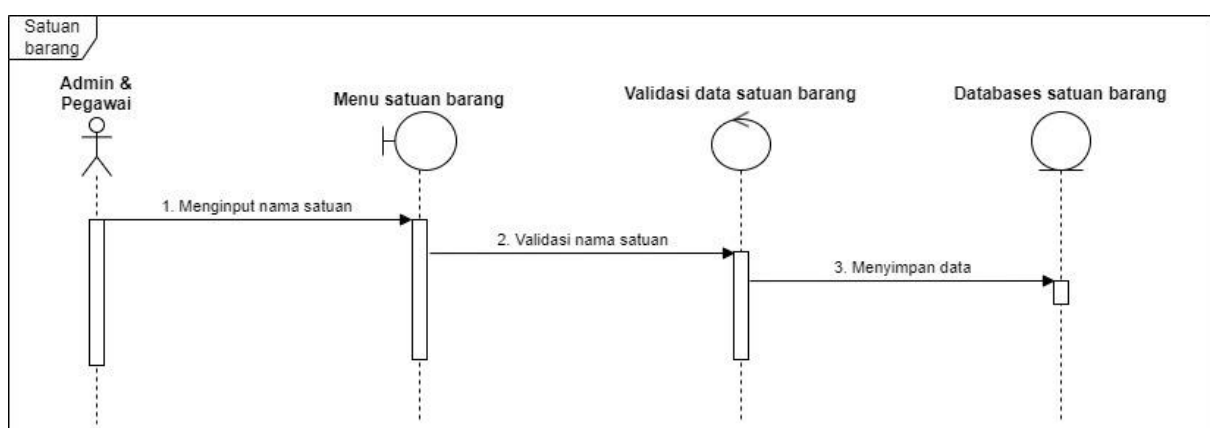 Satuan
barang
Admin &
Pegawai
Menu satuan barang
Validasi data satuan barang
Databases satuan barang
1. Menginput nama satuan
2. Validasi nama satuan
3. Menyimpan data